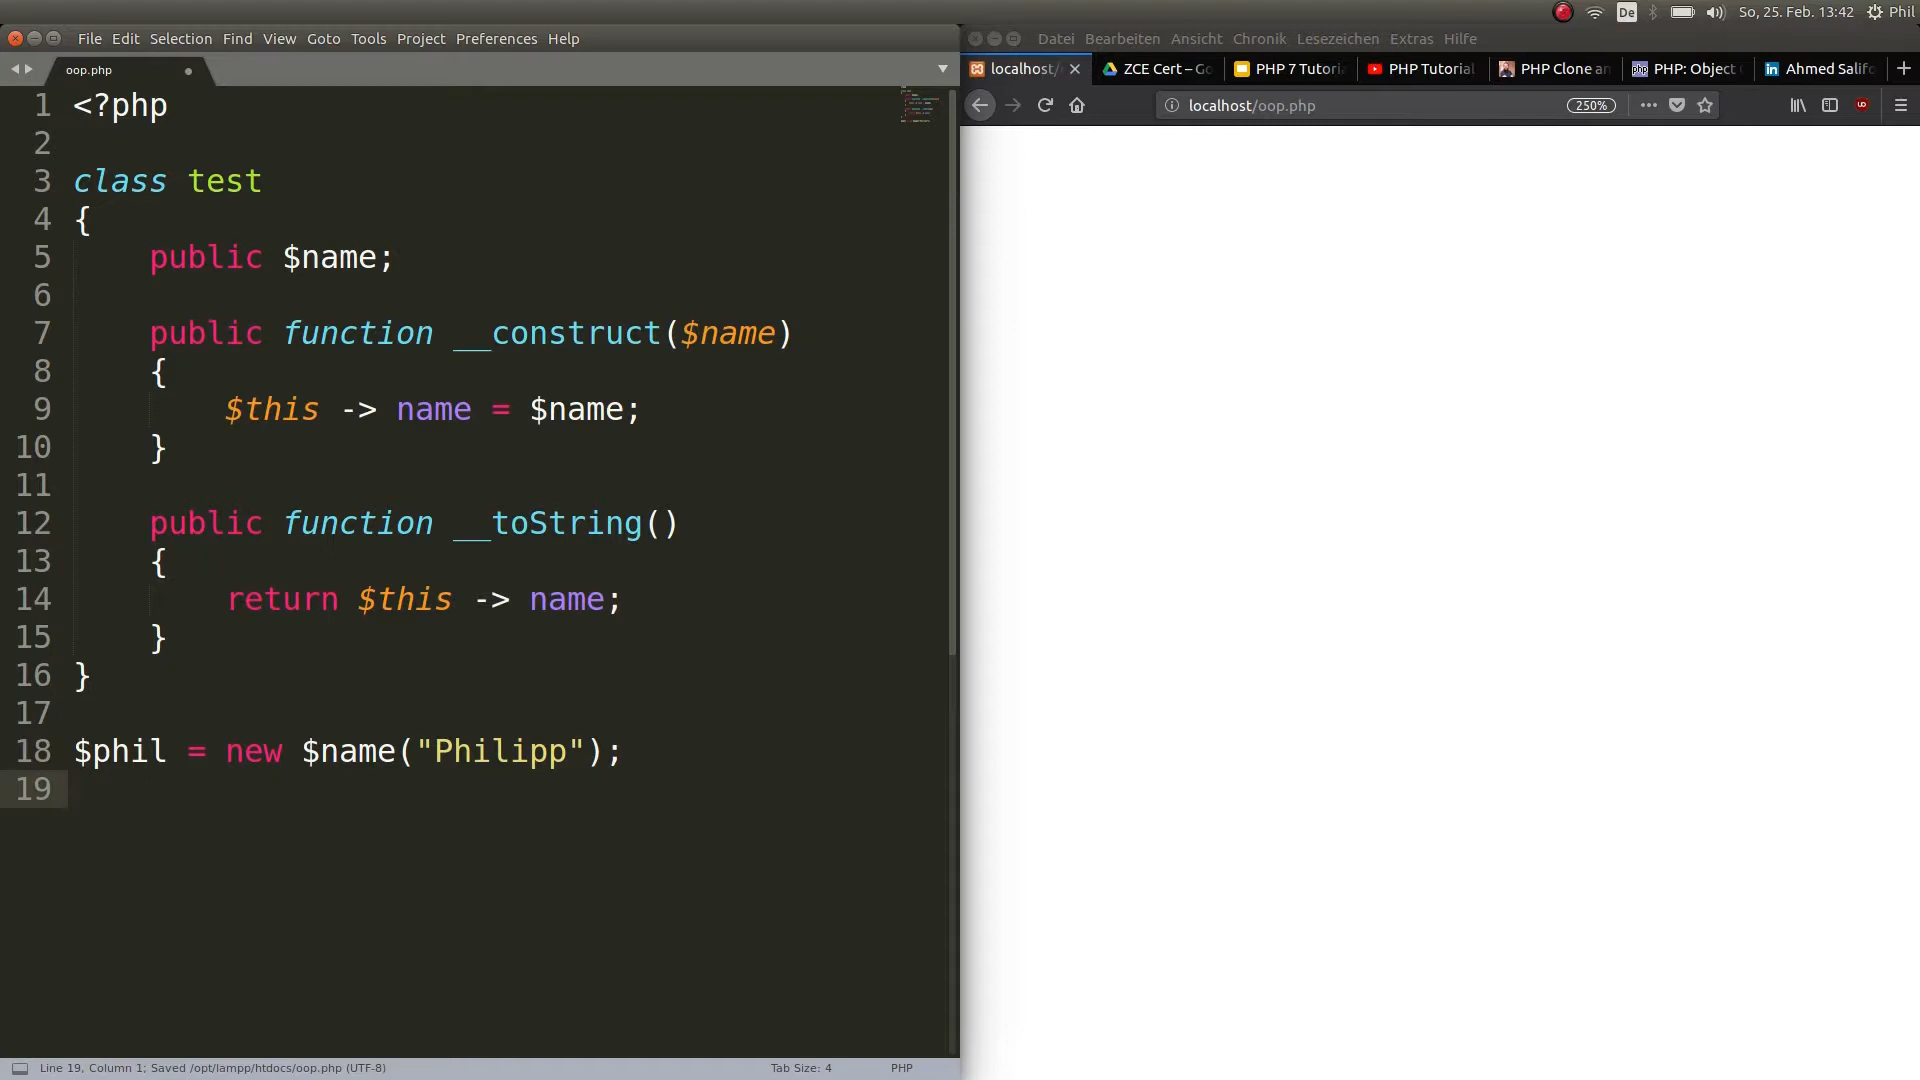 De
So, 25. Feb. 13:42
Phil
File Edit Selection Find View Goto Tools Project Preferences Help
Datei Bearbeiten Ansicht Chronik Lesezeichen Extras Hilfe
oop.php
localhost/
ZCE Cert – Go
PHP 7 Tutoria
PHP Tutorial
PHP Clone an
PHP: Object
Ahmed Salifo
localhost/oop.php
250%
1 <?php
2
3 class test
4 {
5 public $name;
6
7 public function __construct($name)
8 {
9 $this -> name = $name;
10 }
11
12 public function __toString()
13 {
14 return $this -> name;
15 }
16 }
17
18 $phil = new $name("Philipp");
19
Line 19, Column 1; Saved /opt/lampp/htdocs/oop.php (UTF-8)
Tab Size: 4
PHP